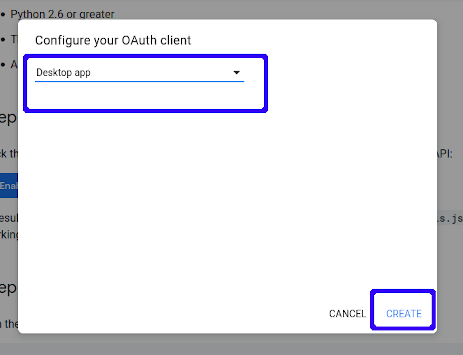 Python 2.6 or greater
Configure your OAuth client
Desktop app
ep
ck th
API:
Enal
esul
s.js
rking
ep
n the
CANCEL CREATE